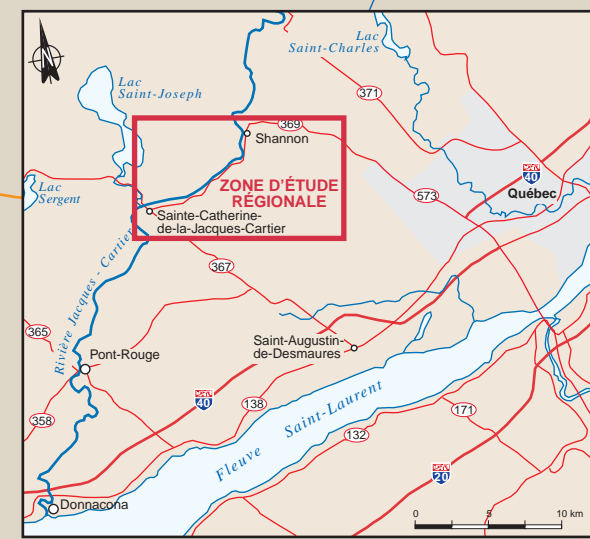 Lac
Saint-Charles
371
Lac
Saint-Joseph
369
Shannon
40
Québec
573
ZONE D'ÉTUDE
RÉGIONALE
Lac
Sergent
Sainte-Catherine-
de-la-Jacques-Cartier
367
Rivière Jacques - Cartier
365
Pont-Rouge
Saint-Augustin-
de-Desmaures
40
138
358
171
132
Fleuve Saint-Laurent
20
Donnacona
0 5 10 km